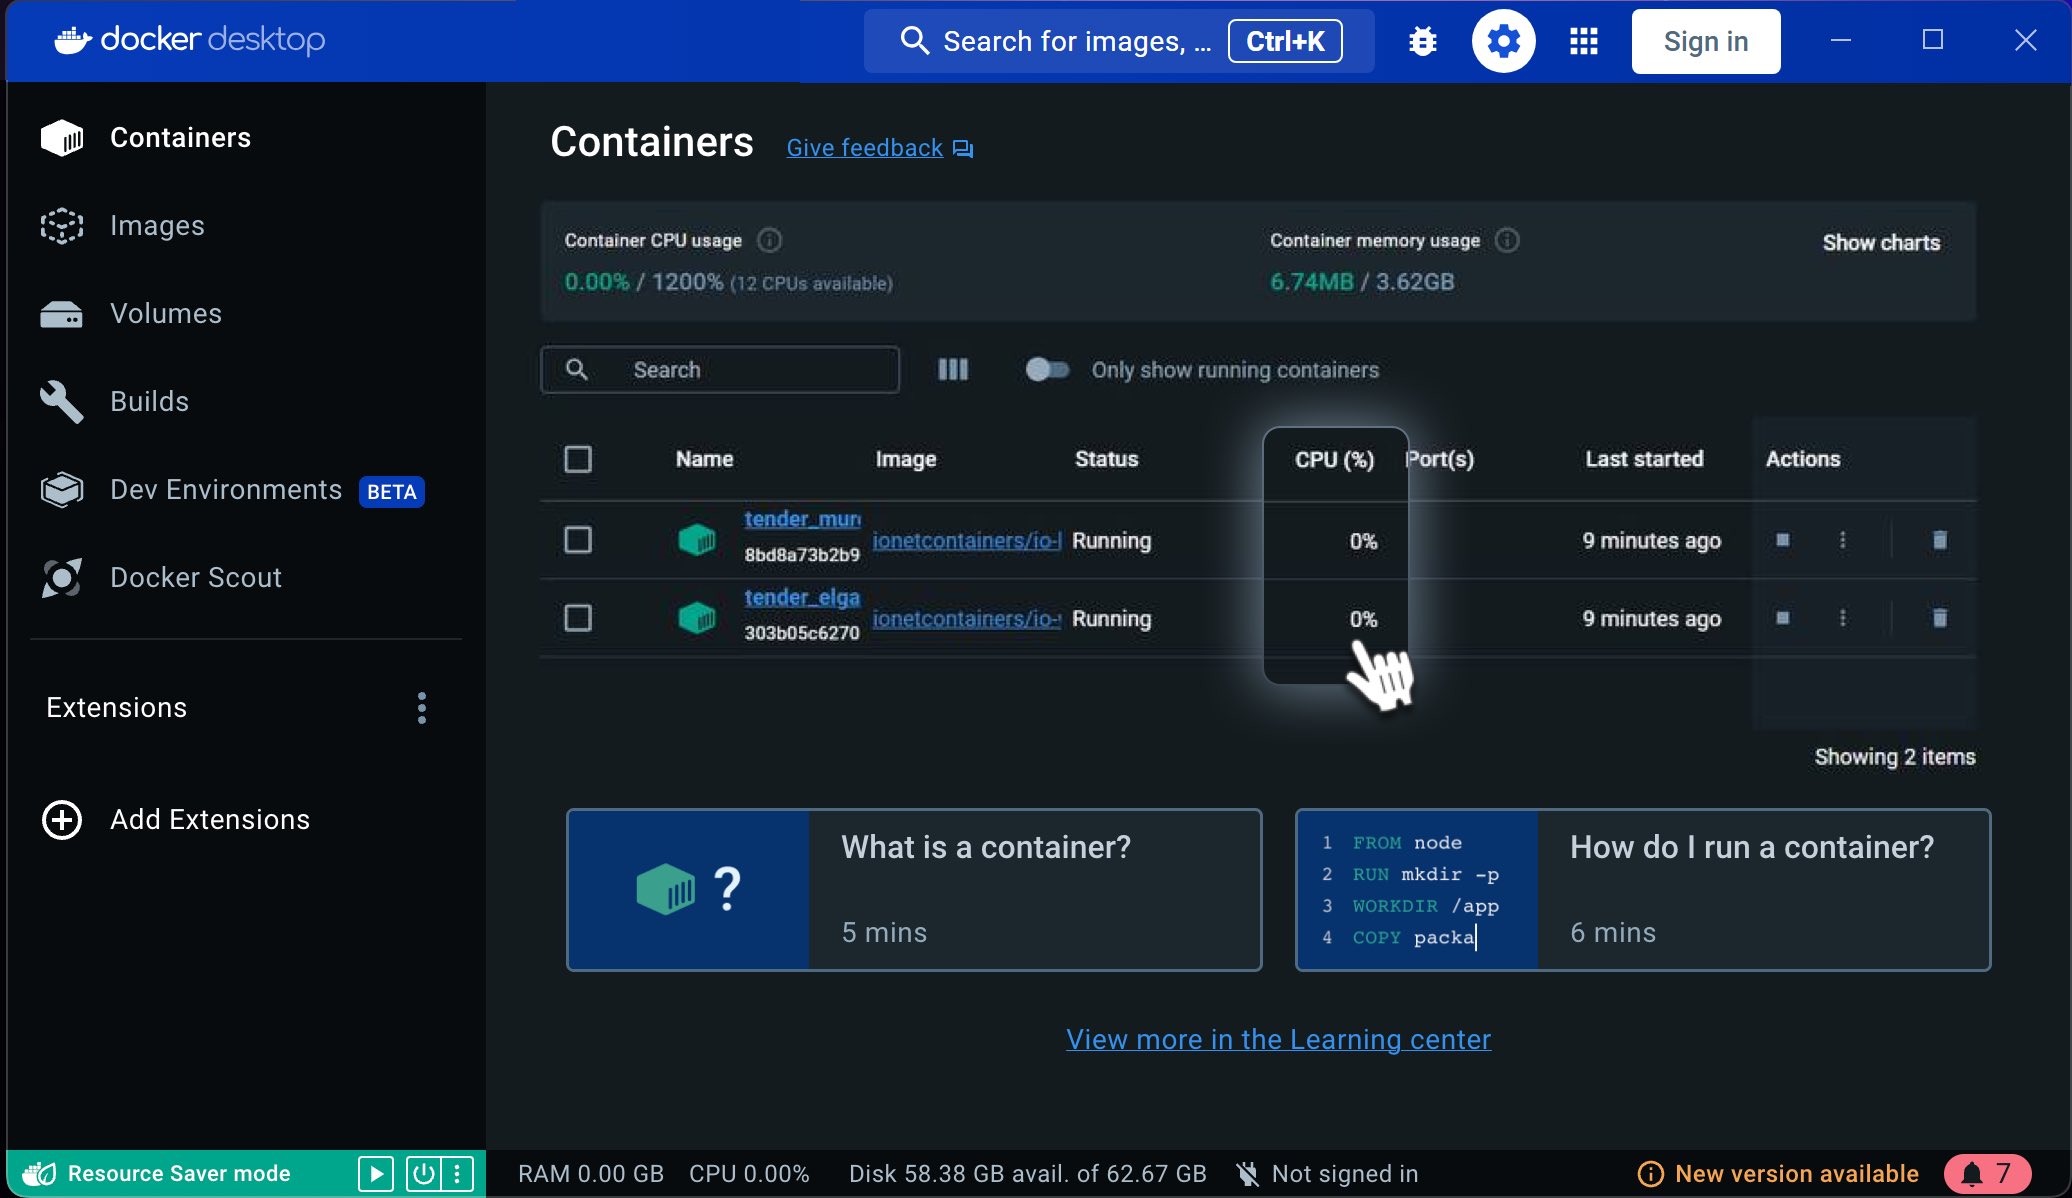 docker desktop
Search for images, ... Ctrl+K
Sign in
Containers
Images
Volumes
Builds
Dev Environments BETA
Docker Scout
Extensions
Add Extensions
Containers Give feedback
Container CPU usage
0.00% / 1200% (12 CPUs available)
Container memory usage
6.74MB / 3.62GB
Show charts
Search
Only show running containers
Name Image Status CPU (%) Port(s) Last started Actions
tender_mur
8bd8a73b2b9
ionetcontainers/io- Running 0% 9 minutes ago
tender_elga
303b05c6270
ionetcontainers/io- Running 0% 9 minutes ago
Showing 2 items
?
What is a container?
5 mins
1 FROM node
2 RUN mkdir -p
3 WORKDIR /app
4 COPY packa
How do I run a container?
6 mins
View more in the Learning center
Resource Saver mode
RAM 0.00 GB CPU 0.00% Disk 58.38 GB avail. of 62.67 GB Not signed in
New version available 7